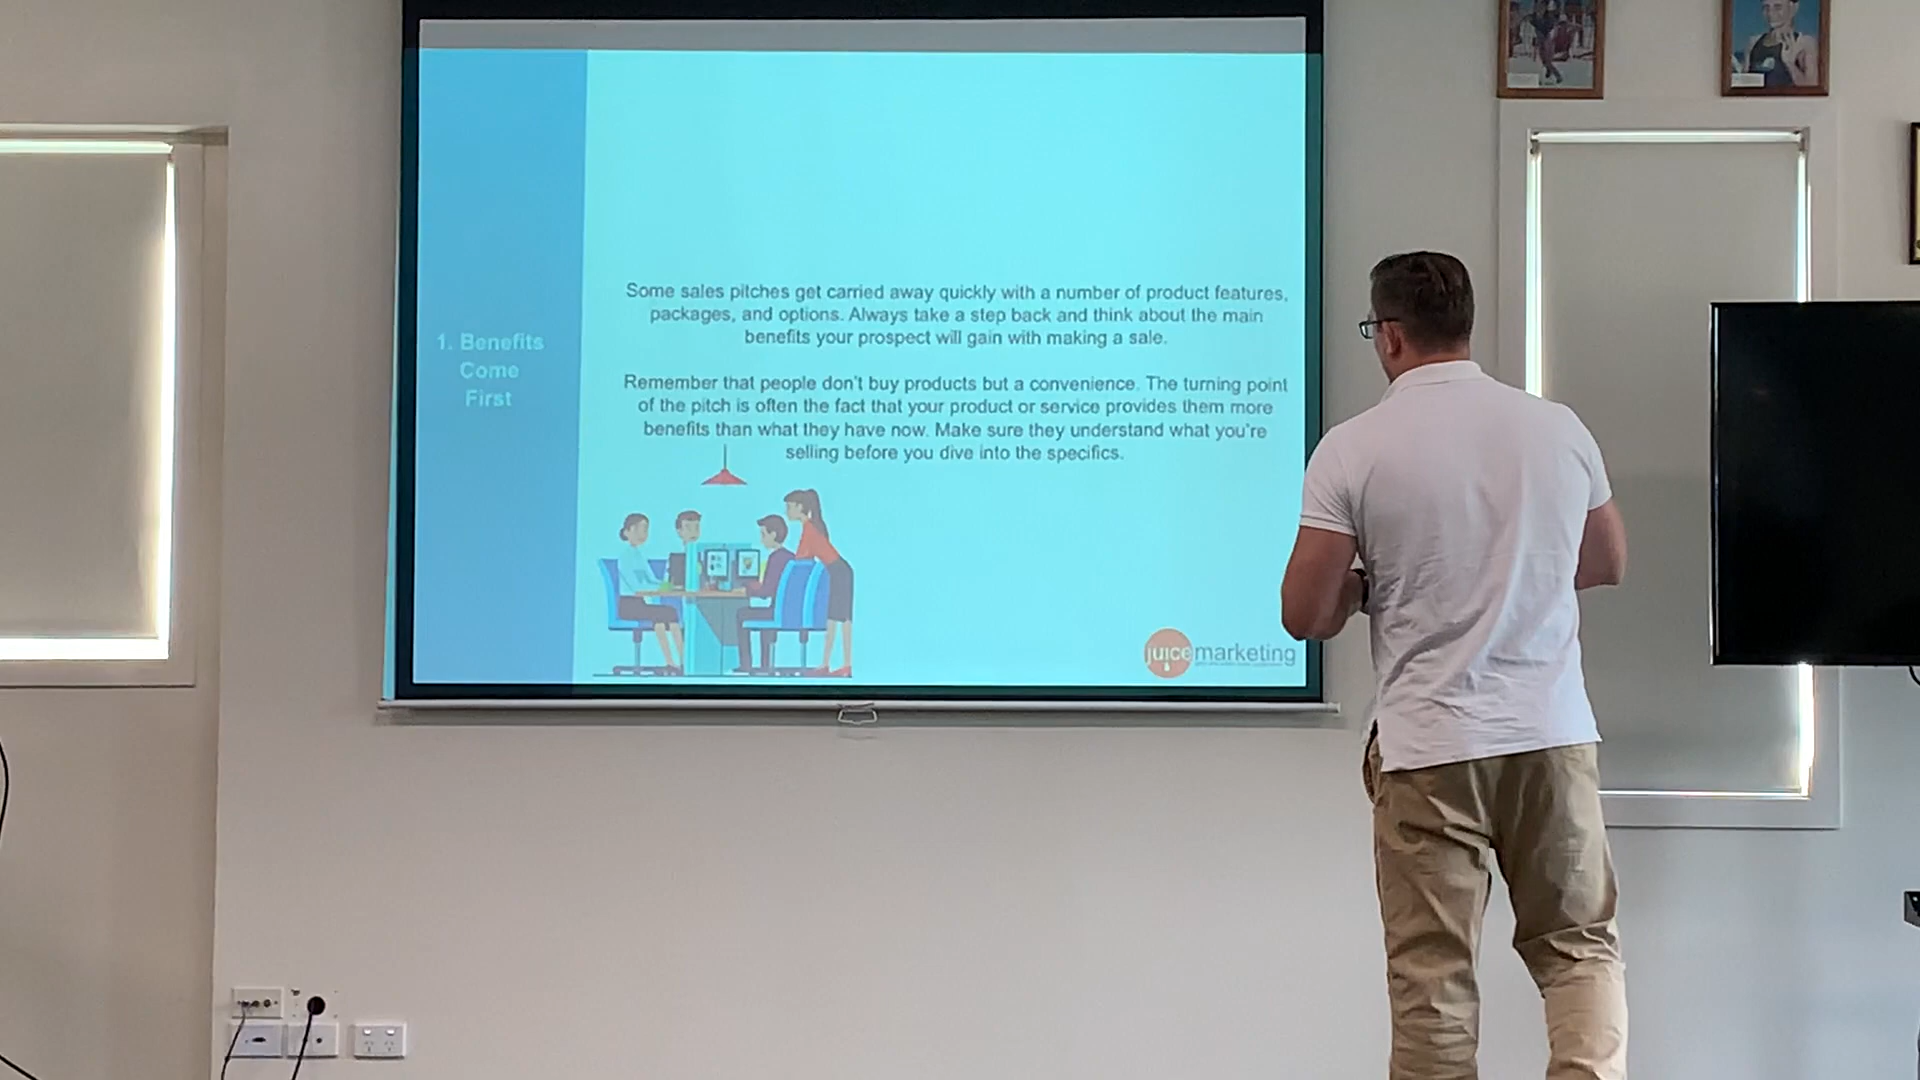 1. Benefits
Come
First
Some sales pitches get carried away quickly with a number of product features,
packages, and options. Always take a step back and think about the main
benefits your prospect will gain with making a sale.
Remember that people don't buy products but a convenience. The turning point
of the pitch is often the fact that your product or service provides them more
benefits than what they have now. Make sure they understand what you're
selling before you dive into the specifics.
juicemarketing